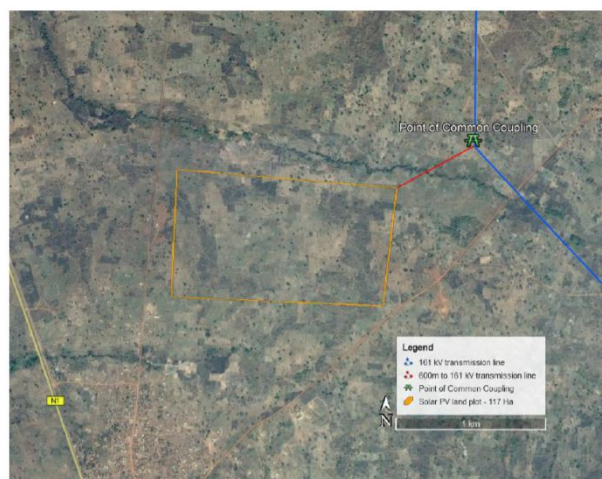 Point of Common Coupling
Legend
161 kV transmission line
600m to 161 kV transmission line
Point of Common Coupling
Solar PV land plot - 117 Ha
N1
N
1 km